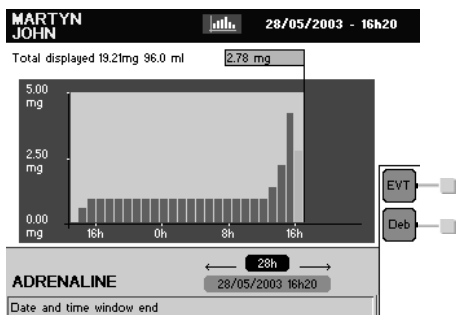 MARTYN
JOHN
28/05/2003 - 16h20
Total displayed 19.21mg 96.0 ml
2.78 mg
5.00
mg
2.50
mg
0.00
mg
16h 0h 8h 16h
EVT
Deb
28h
ADRENALINE
28/05/2003 16h20
Date and time window end